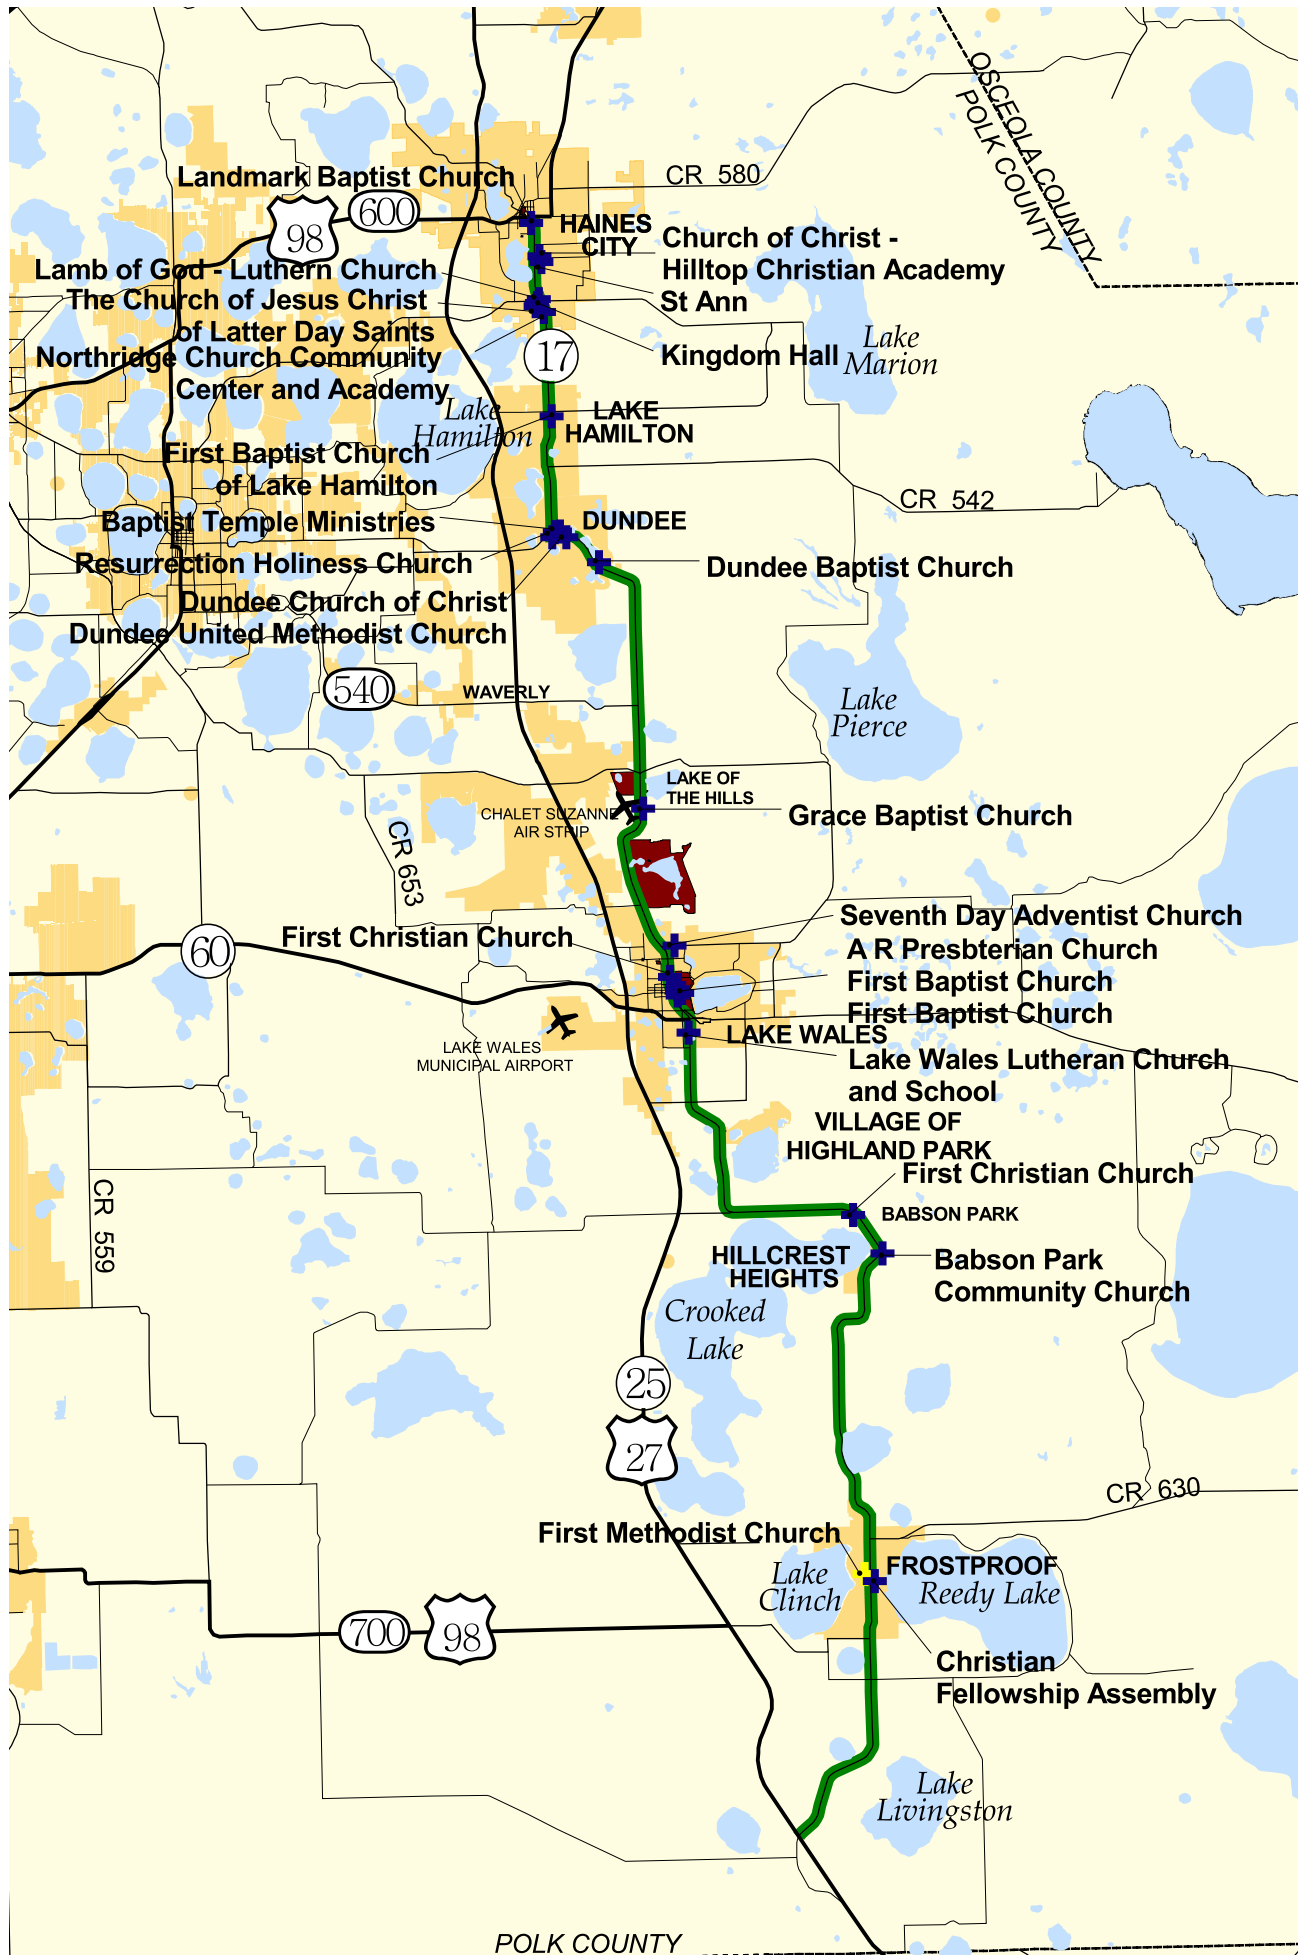 OSCEOLA COUNTY
POLK COUNTY
Landmark Baptist Church
CR 580
600
98
HAINES
CITY
Church of Christ -
Hilltop Christian Academy
St Ann
Lamb of God - Luthern Church
The Church of Jesus Christ
of Latter Day Saints
Northridge Church Community
Center and Academy
17
Kingdom Hall
Lake
Marion
Lake
Hamilton
LAKE
HAMILTON
First Baptist Church
of Lake Hamilton
CR 542
Baptist Temple Ministries
DUNDEE
Resurrection Holiness Church
Dundee Baptist Church
Dundee Church of Christ
Dundee United Methodist Church
540
WAVERLY
Lake
Pierce
LAKE OF
THE HILLS
CHALET SUZANNE
AIR STRIP
Grace Baptist Church
CR 653
Seventh Day Adventist Church
First Christian Church
60
A R Presbterian Church
First Baptist Church
First Baptist Church
LAKE WALES
LAKE WALES
MUNICIPAL AIRPORT
Lake Wales Lutheran Church
and School
VILLAGE OF
HIGHLAND PARK
First Christian Church
CR 559
BABSON PARK
HILLCREST
HEIGHTS
Babson Park
Community Church
Crooked
Lake
25
27
CR 630
First Methodist Church
FROSTPROOF
Lake
Clinch
Reedy Lake
700
98
Christian
Fellowship Assembly
Lake
Livingston
POLK COUNTY